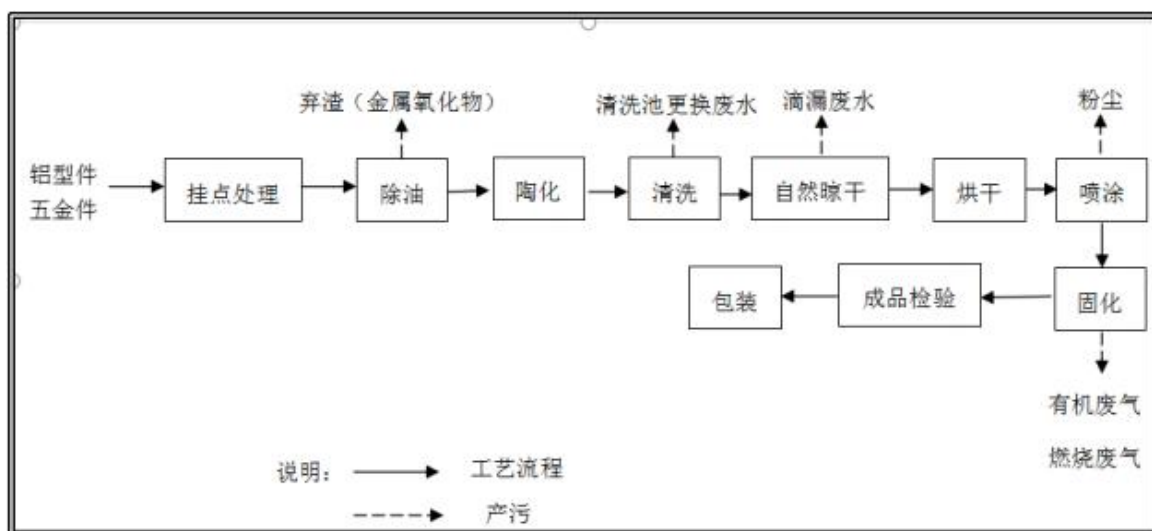 弃渣（金属氧化物）
清洗池更换废水
滴漏废水
粉尘
铝型件
五金件
挂点处理
除油
陶化
清洗
自然晾干
烘干
喷涂
包装
成品检验
固化
有机废气
燃烧废气
说明：
工艺流程
产污